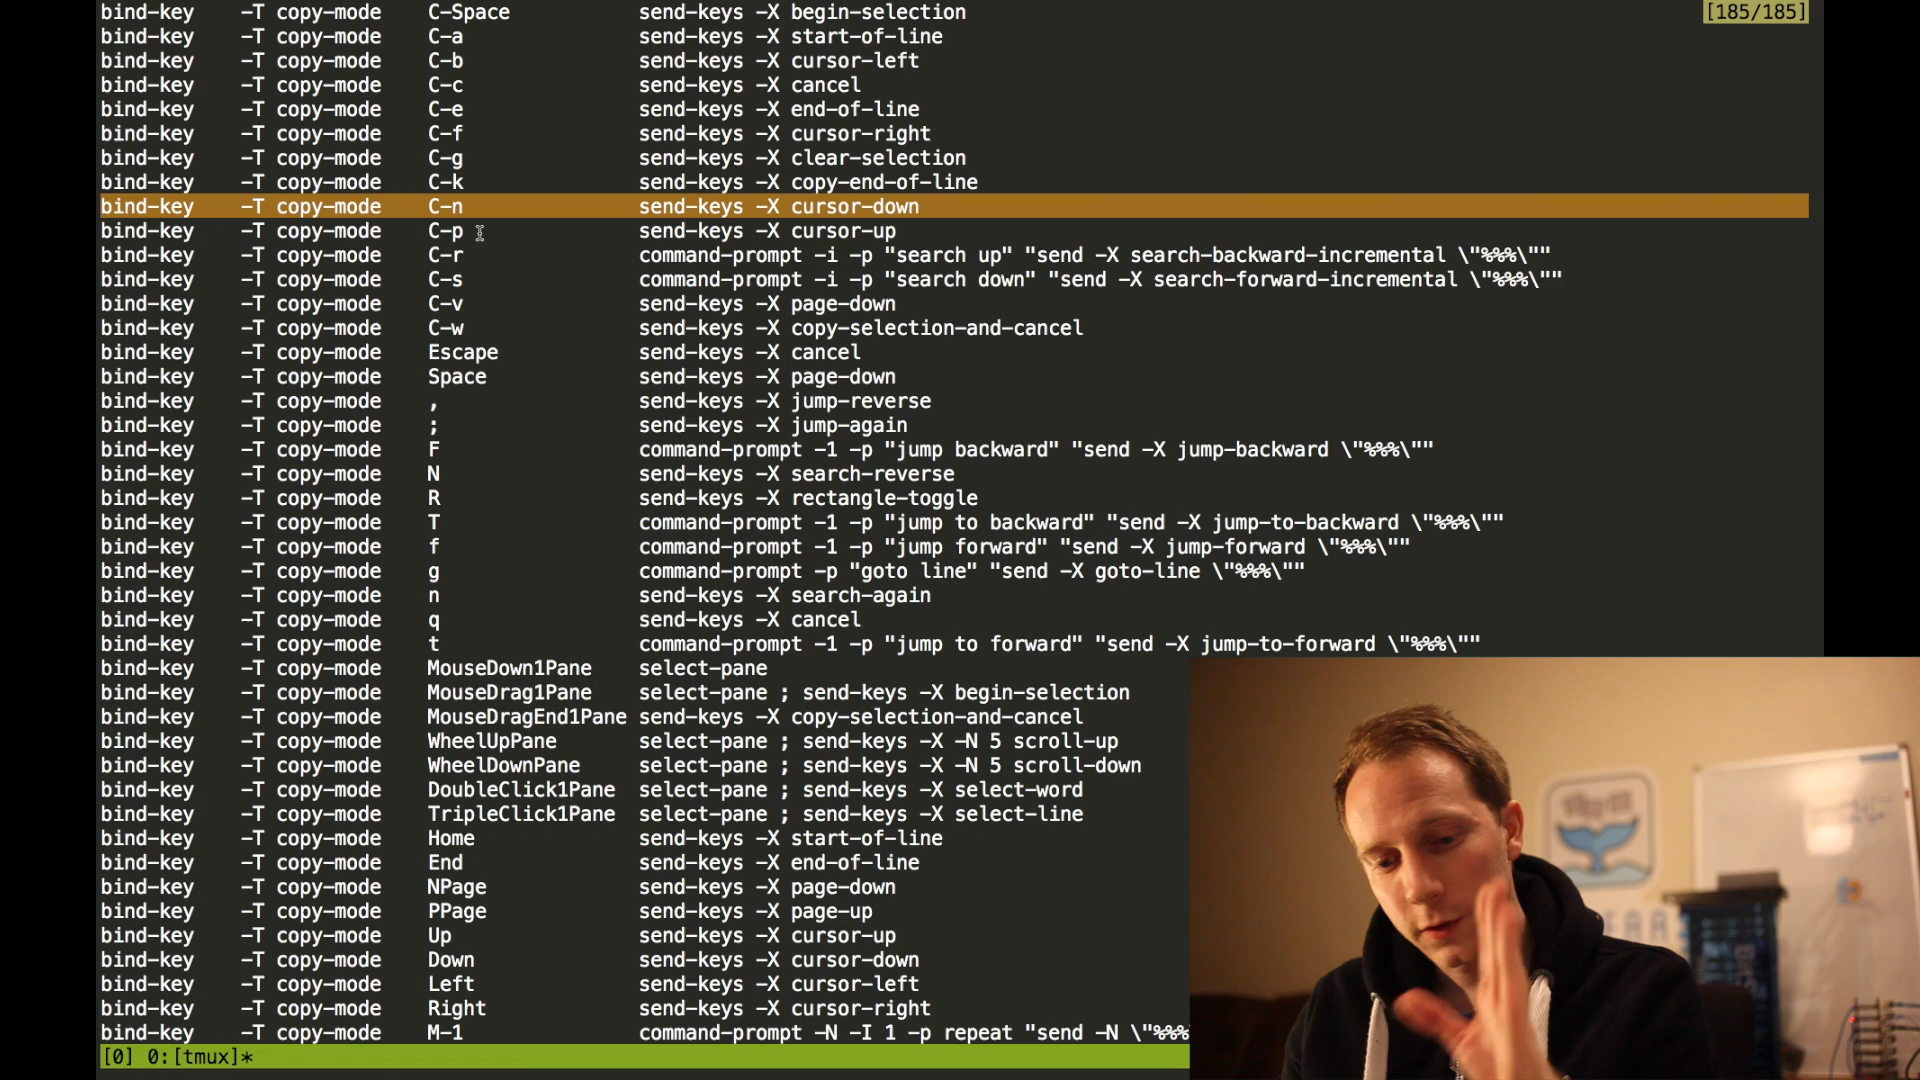 bind-key -T copy-mode C-Space send-keys -X begin-selection [185/185]
bind-key -T copy-mode C-a send-keys -X start-of-line
bind-key -T copy-mode C-b send-keys -X cursor-left
bind-key -T copy-mode C-c send-keys -X cancel
bind-key -T copy-mode C-e send-keys -X end-of-line
bind-key -T copy-mode C-f send-keys -X cursor-right
bind-key -T copy-mode C-g send-keys -X clear-selection
bind-key -T copy-mode C-k send-keys -X copy-end-of-line
bind-key -T copy-mode C-n send-keys -X cursor-down
bind-key -T copy-mode C-p send-keys -X cursor-up
bind-key -T copy-mode C-r command-prompt -i -p "search up" "send -X search-backward-incremental \"%%%\""
bind-key -T copy-mode C-s command-prompt -i -p "search down" "send -X search-forward-incremental \"%%%\""
bind-key -T copy-mode C-v send-keys -X page-down
bind-key -T copy-mode C-w send-keys -X copy-selection-and-cancel
bind-key -T copy-mode Escape send-keys -X cancel
bind-key -T copy-mode Space send-keys -X page-down
bind-key -T copy-mode , send-keys -X jump-reverse
bind-key -T copy-mode ; send-keys -X jump-again
bind-key -T copy-mode F command-prompt -1 -p "jump backward" "send -X jump-backward \"%%%\""
bind-key -T copy-mode N send-keys -X search-reverse
bind-key -T copy-mode R send-keys -X rectangle-toggle
bind-key -T copy-mode T command-prompt -1 -p "jump to backward" "send -X jump-to-backward \"%%%\""
bind-key -T copy-mode f command-prompt -1 -p "jump forward" "send -X jump-forward \"%%%\""
bind-key -T copy-mode g command-prompt -p "goto line" "send -X goto-line \"%%%\""
bind-key -T copy-mode n send-keys -X search-again
bind-key -T copy-mode q send-keys -X cancel
bind-key -T copy-mode t command-prompt -1 -p "jump to forward" "send -X jump-to-forward \"%%%\""
bind-key -T copy-mode MouseDown1Pane select-pane
bind-key -T copy-mode MouseDrag1Pane select-pane ; send-keys -X begin-selection
bind-key -T copy-mode MouseDragEnd1Pane send-keys -X copy-selection-and-cancel
bind-key -T copy-mode WheelUpPane select-pane ; send-keys -X -N 5 scroll-up
bind-key -T copy-mode WheelDownPane select-pane ; send-keys -X -N 5 scroll-down
bind-key -T copy-mode DoubleClick1Pane select-pane ; send-keys -X select-word
bind-key -T copy-mode TripleClick1Pane select-pane ; send-keys -X select-line
bind-key -T copy-mode Home send-keys -X start-of-line
bind-key -T copy-mode End send-keys -X end-of-line
bind-key -T copy-mode NPage send-keys -X page-down
bind-key -T copy-mode PPage send-keys -X page-up
bind-key -T copy-mode Up send-keys -X cursor-up
bind-key -T copy-mode Down send-keys -X cursor-down
bind-key -T copy-mode Left send-keys -X cursor-left
bind-key -T copy-mode Right send-keys -X cursor-right
bind-key -T copy-mode M-1 command-prompt -N -I 1 -p repeat "send -N \"%%%
[0] 0:[tmux]*